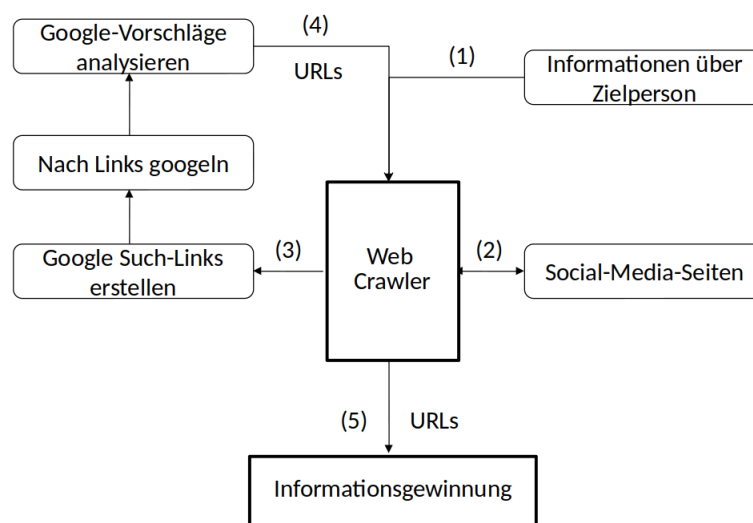 Google-Vorschläge
analysieren
(4)
URLs
(1)
Informationen über
Zielperson
Nach Links googeln
Google Such-Links
erstellen
(3)
Web
Crawler
(2)
Social-Media-Seiten
(5)
URLs
Informationsgewinnung